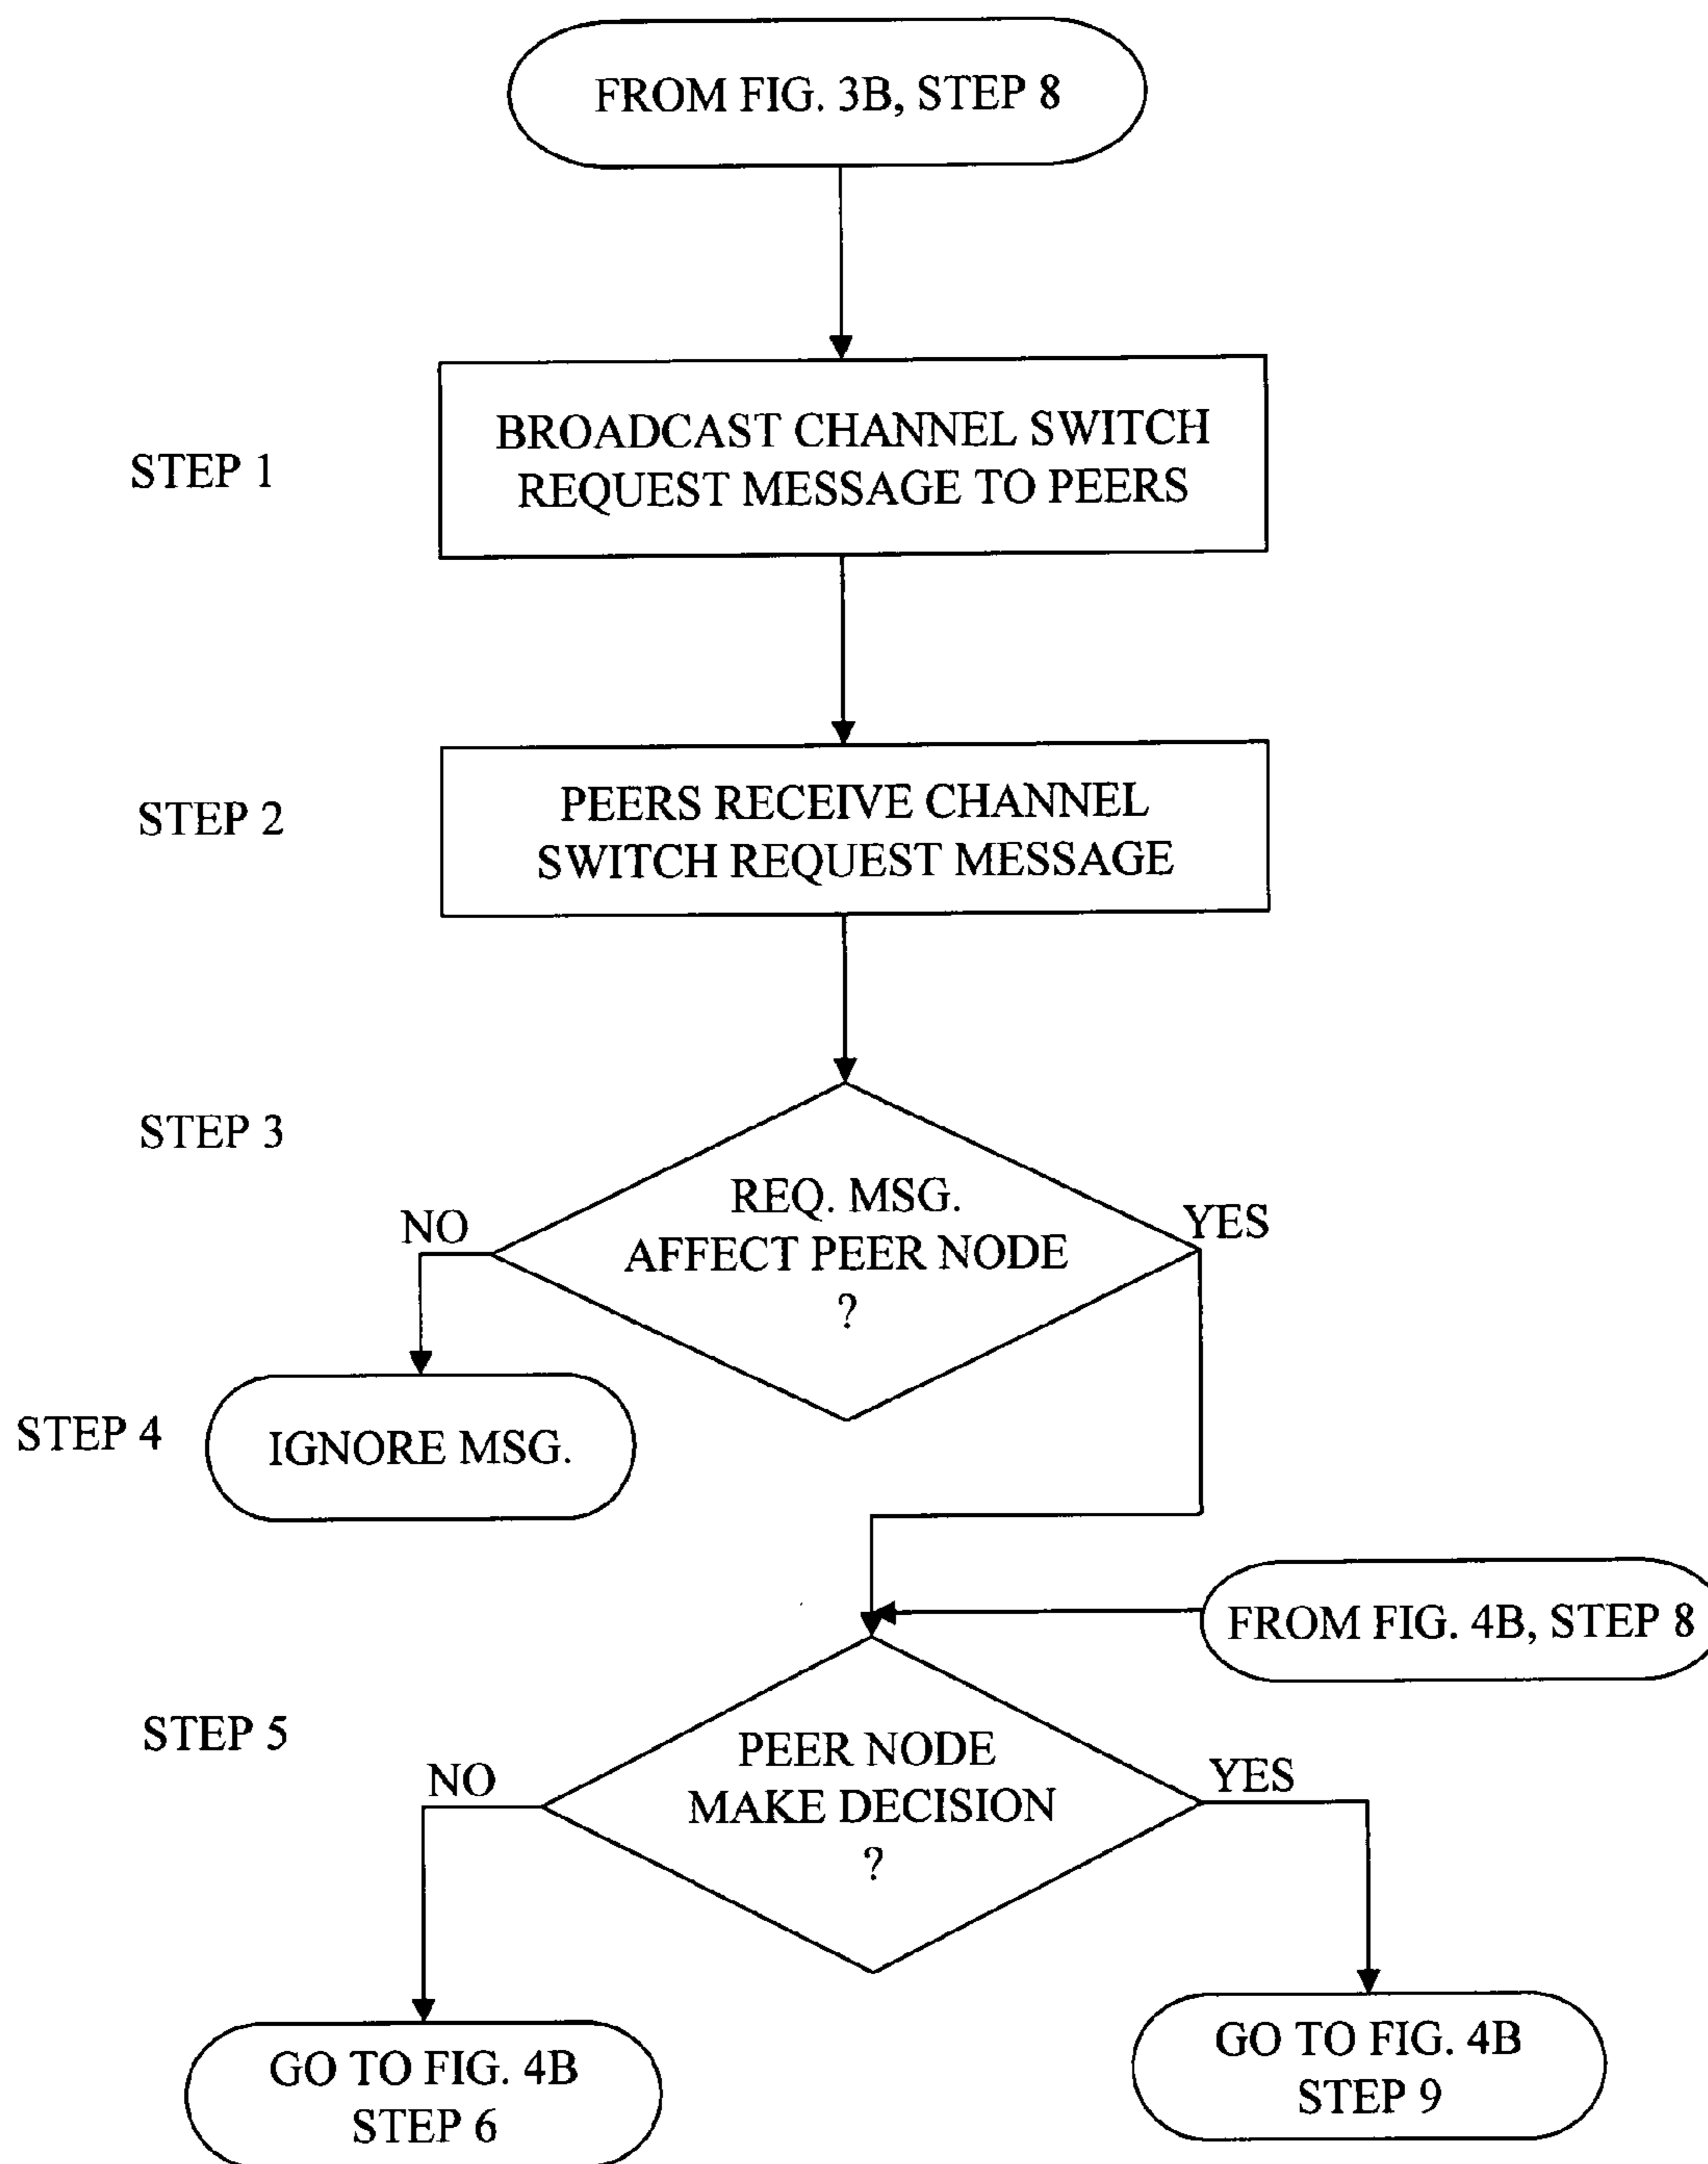 FROM FIG. 3B, STEP 8
STEP 1
BROADCAST CHANNEL SWITCH
REQUEST MESSAGE TO PEERS
STEP 2
PEERS RECEIVE CHANNEL
SWITCH REQUEST MESSAGE
STEP 3
REQ. MSG.
AFFECT PEER NODE
?
NO
YES
STEP 4
IGNORE MSG.
FROM FIG. 4B, STEP 8
STEP 5
PEER NODE
MAKE DECISION
?
NO
YES
GO TO FIG. 4B
STEP 6
GO TO FIG. 4B
STEP 9